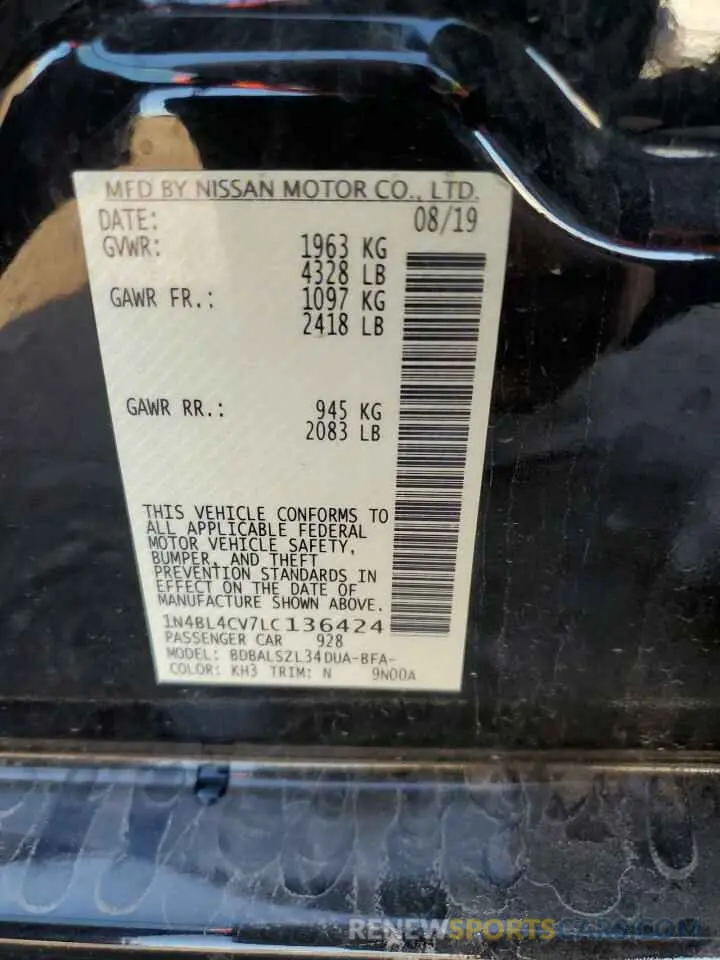 MFD BY NISSAN MOTOR CO., LTD.
DATE: 08/19
GVWR: 1963 KG
4328 LB
GAWR FR.: 1097 KG
2418 LB
GAWR RR.: 945 KG
2083 LB
THIS VEHICLE CONFORMS TO
ALL APPLICABLE FEDERAL
MOTOR VEHICLE SAFETY,
BUMPER, AND THEFT
PREVENTION STANDARDS IN
EFFECT ON THE DATE OF
MANUFACTURE SHOWN ABOVE.
1N4BL4CV7LC136424
PASSENGER CAR 928
MODEL: BDBALSZL34DUA-BFA-
COLOR: KH3 TRIM: N 9N00A
RENEWSPORTSCAR.COM